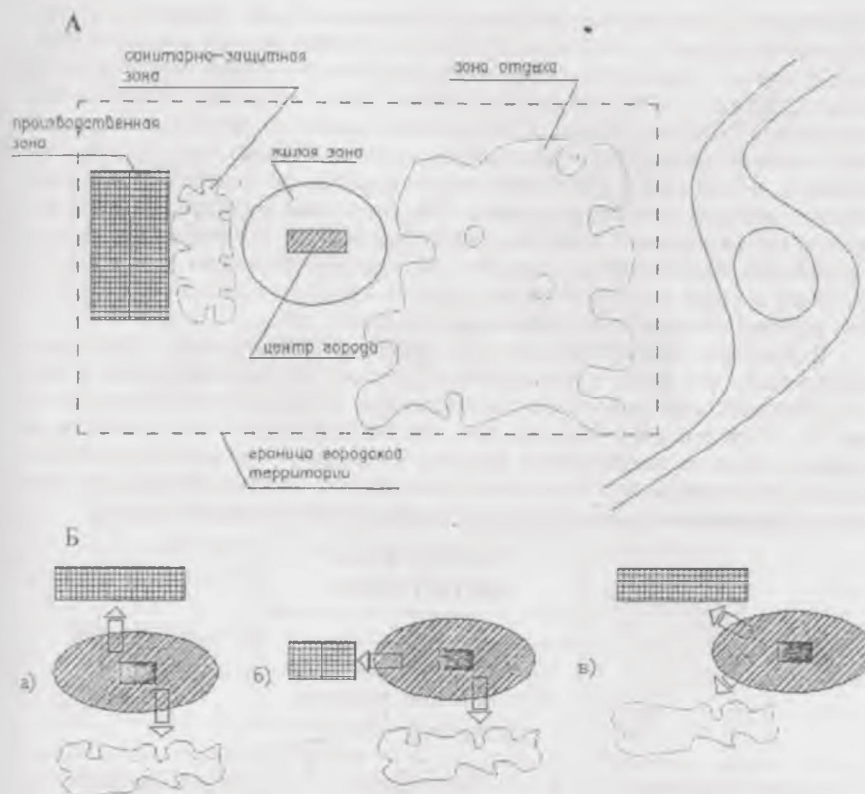 А
санитарно-защитная
зона
зона отдыха
производственная
зона
жилая зона
центр города
граница городской
территории
Б
а)
б)
в)